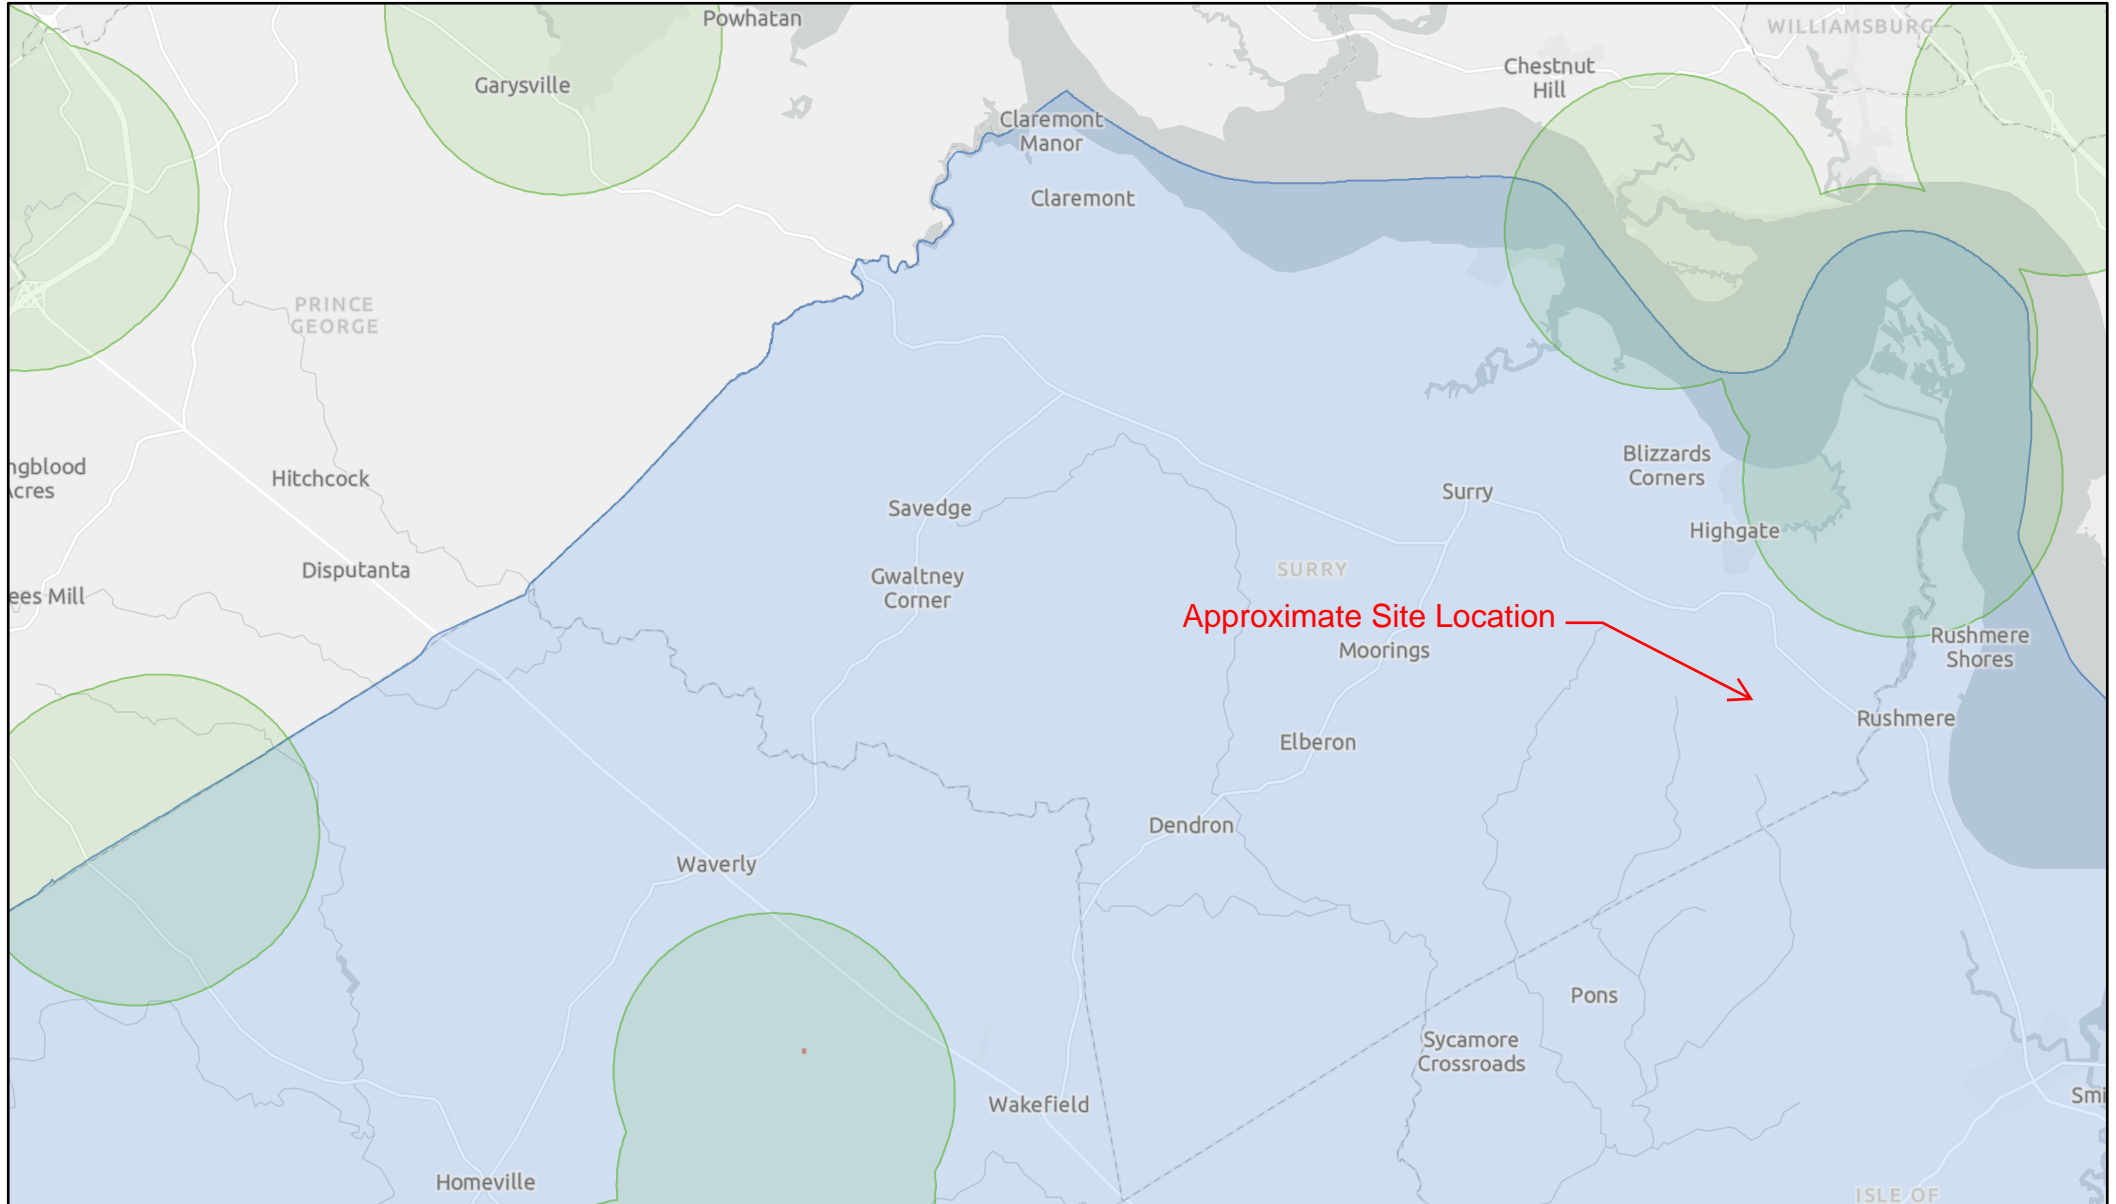 Powhatan
WILLIAMSBURG
Garysville
Chestnut
Hill
Claremont
Manor
Claremont
PRINCE
GEORGE
ngblood
Acres
Hitchcock
Blizzards
Corners
Savedge
Surry
Highgate
Disputanta
Gwaltney
Corner
SURRY
ees Mill
Approximate Site Location
Moorings
Rushmere
Shores
Rushmere
Elberon
Dendron
Waverly
Pons
Sycamore
Crossroads
Wakefield
Smi
Homeville
ISLE OF